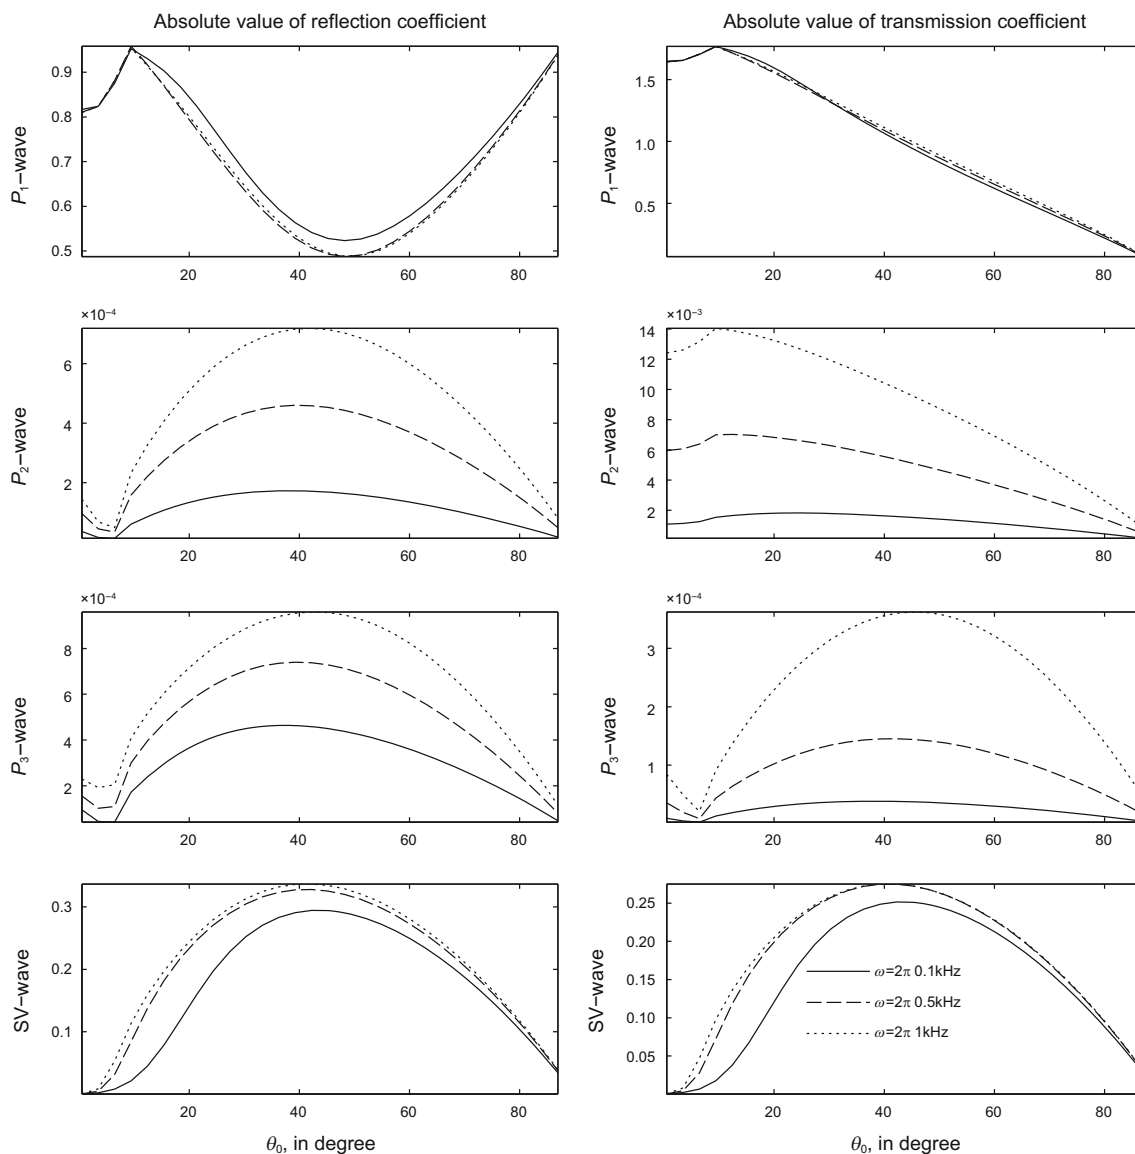 Absolute value of reflection coefficient
Absolute value of transmission coefficient
0.9
0.8
0.7
0.6
0.5
P₁−wave
20 40 60 80
1.5
1.0
0.5
P₁−wave
20 40 60 80
×10⁻⁴
6
4
2
P₂−wave
20 40 60 80
×10⁻³
14
12
10
8
6
4
2
P₂−wave
20 40 60 80
×10⁻⁴
8
6
4
2
P₃−wave
20 40 60 80
×10⁻⁴
3
2
1
P₃−wave
20 40 60 80
0.3
0.2
0.1
SV−wave
20 40 60 80
θ₀, in degree
0.25
0.20
0.15
0.10
0.05
SV−wave
ω=2π 0.1kHz
ω=2π 0.5kHz
ω=2π 1kHz
20 40 60 80
θ₀, in degree